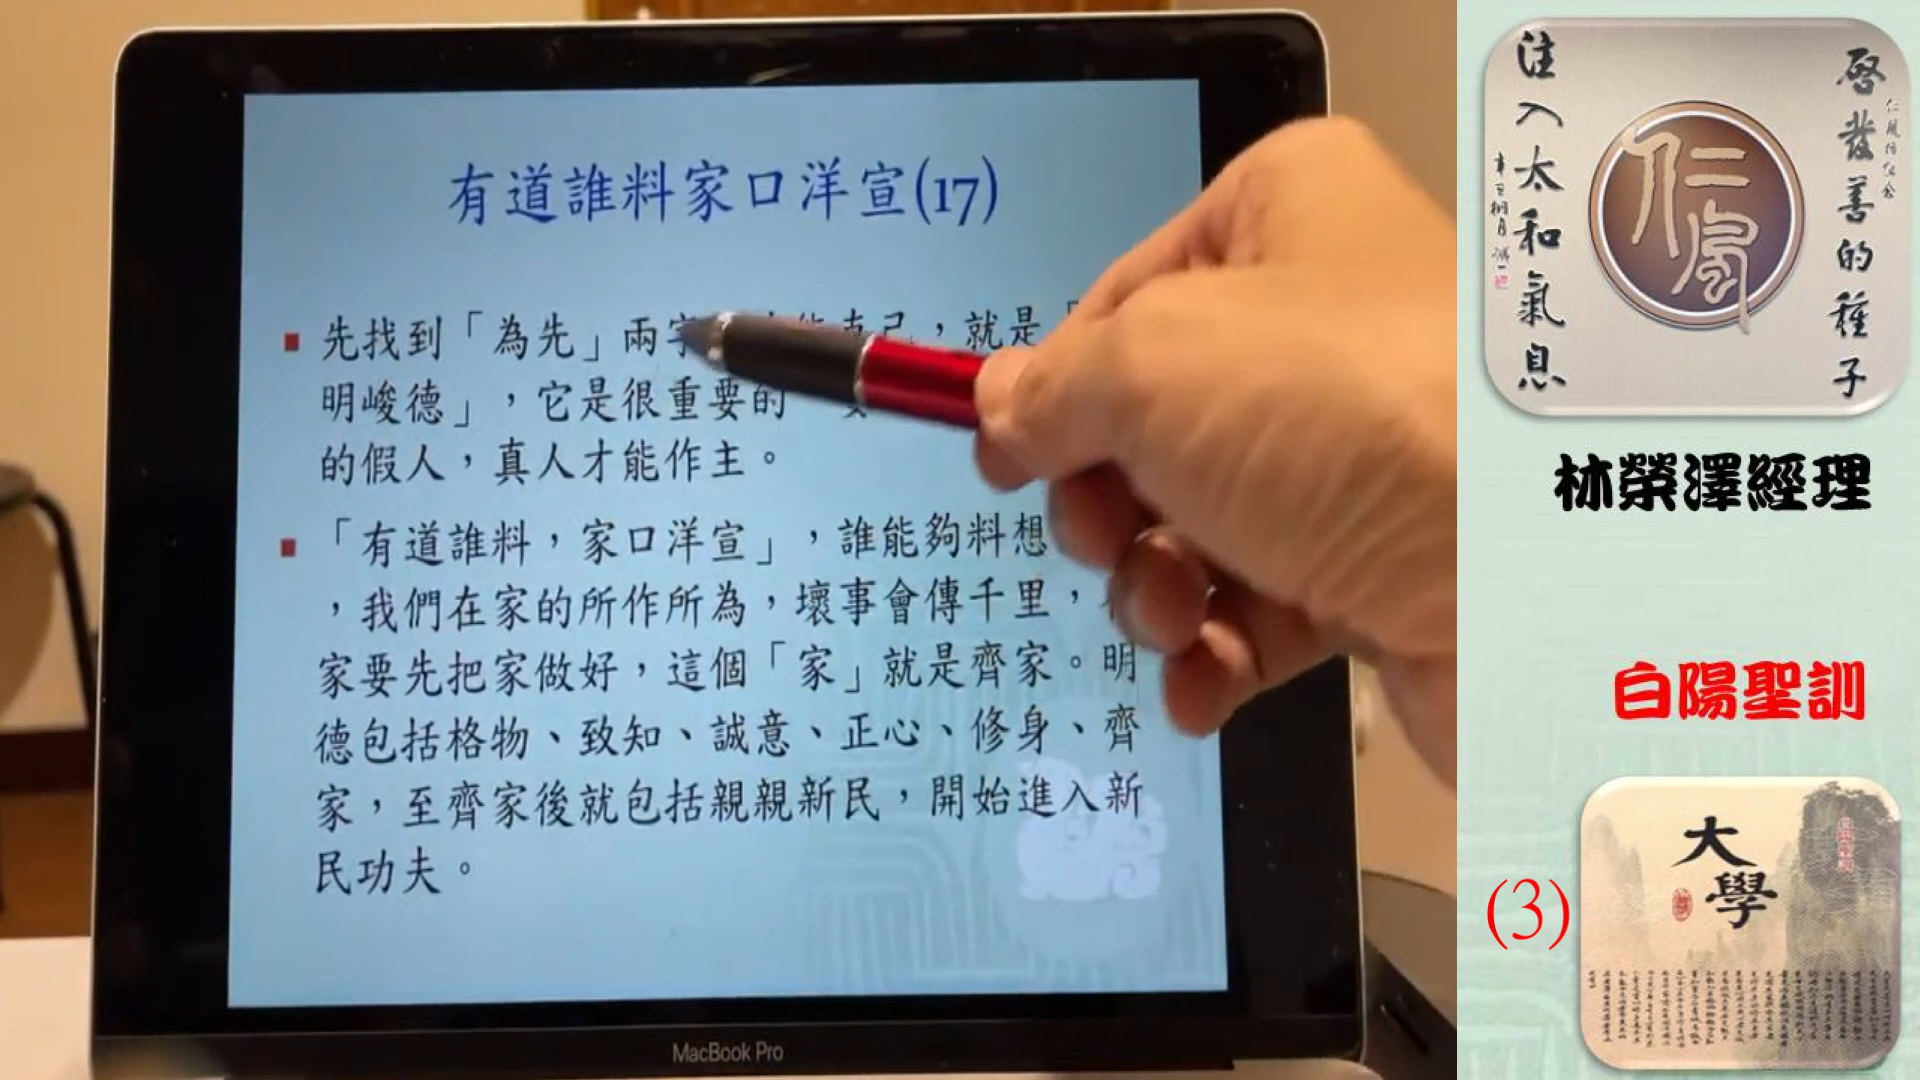 有道誰料家口洋宣(17)
先找到「為先」兩字
就是「
明峻德」，它是很重要的
的假人，真人才能作主。
「有道誰料，家口洋宣」，誰能夠料想
，我們在家的所作所為，壞事會傳千里，
家要先把家做好，這個「家」就是齊家。明
德包括格物、致知、誠意、正心、修身、齊
家，至齊家後就包括親親新民，開始進入新
民功夫。
MacBook Pro
啓發善的種子
注入太和氣息
仁風
林榮澤經理
白陽聖訓
(3)
大學